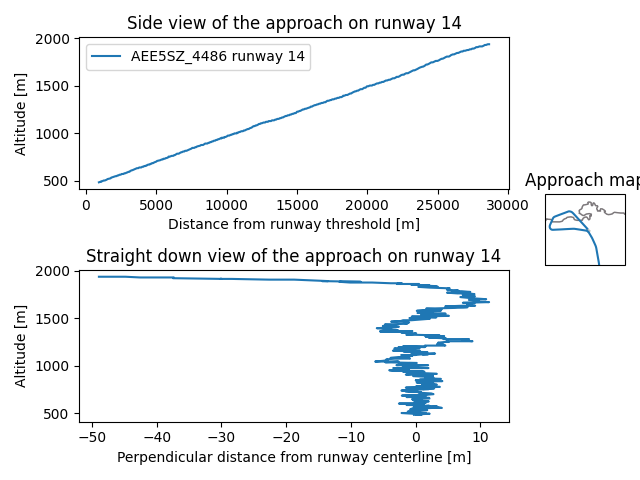 Side view of the approach on runway 14
2000
1500
1000
500
Altitude [m]
AEE5SZ_4486 runway 14
0 5000 10000 15000 20000 25000 30000
Distance from runway threshold [m]
Approach map
Straight down view of the approach on runway 14
2000
1500
1000
500
Altitude [m]
−50 −40 −30 −20 −10 0 10
Perpendicular distance from runway centerline [m]